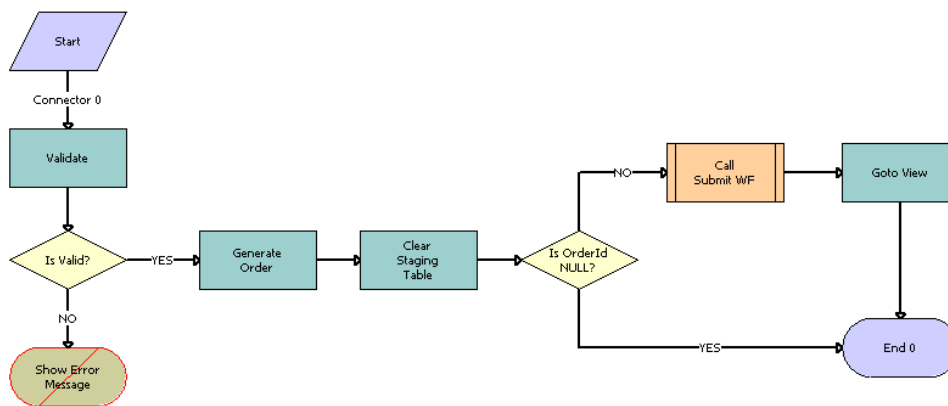 Start
Connector 0
Validate
Is Valid?
YES
NO
Show Error
Message
Generate
Order
Clear
Staging
Table
Is OrderId
NULL?
NO
YES
Call
Submit WF
Goto View
End 0